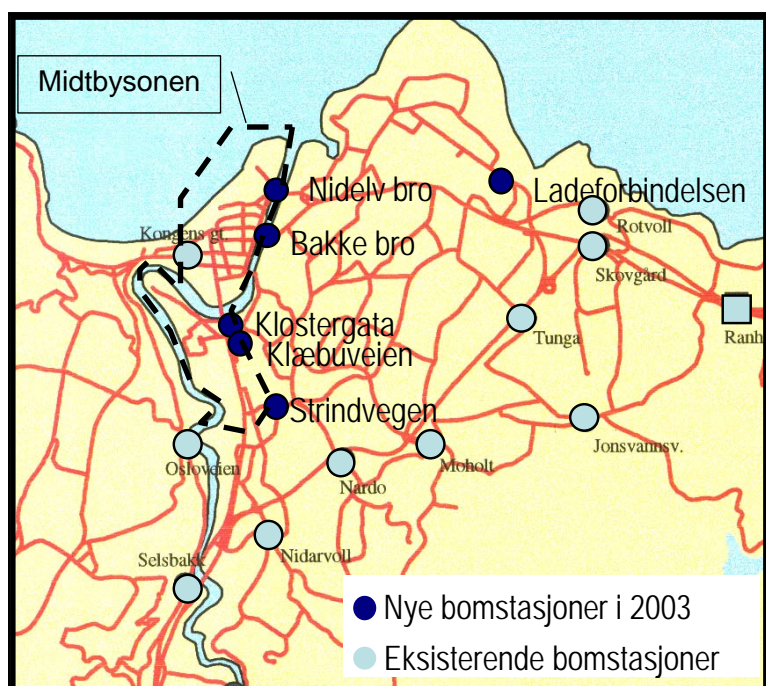 Midtbysonen
Nidelv bro
Ladeforbindelsen
Rotvoll
Kongens gt.
Bakke bro
Skovgård
Klostergata
Tunga
Ranh
Klæbuveien
Strindvegen
Jonsvannsv.
Osloveien
Moholt
Nardo
Nidarvoll
Selsbakk
Nye bomstasjoner i 2003
Eksisterende bomstasjoner